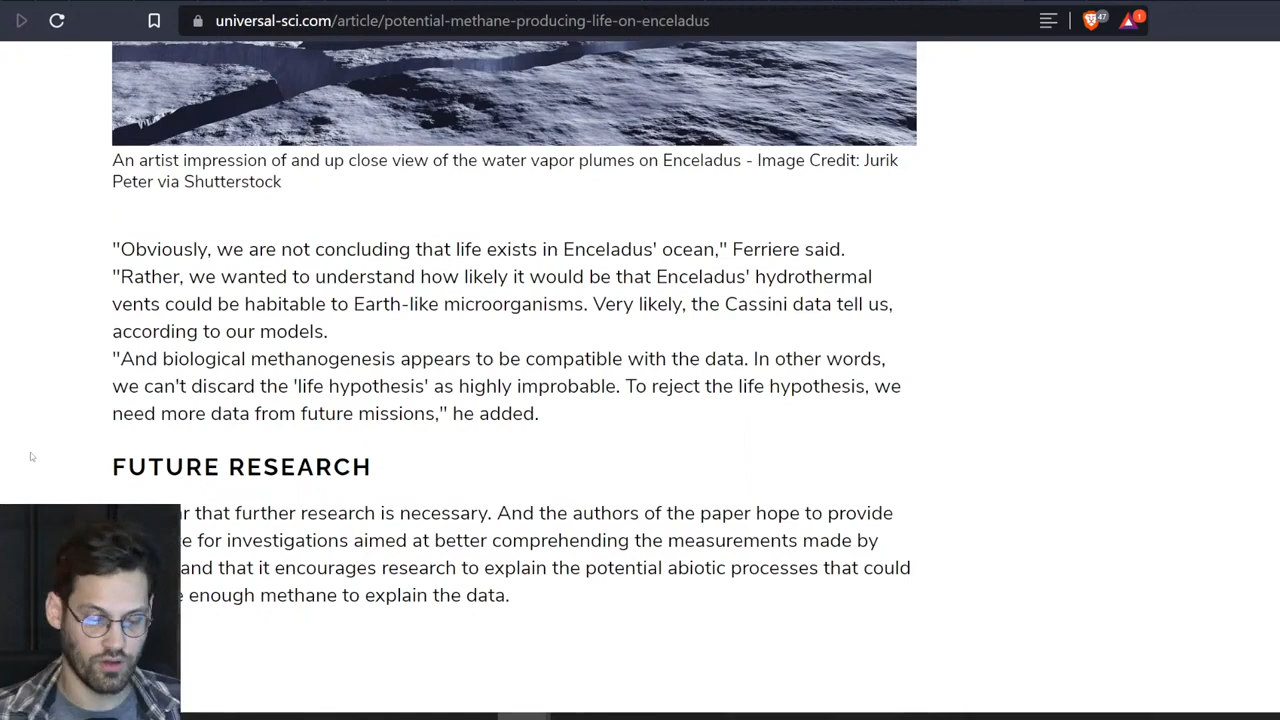 universal-sci.com/article/potential-methane-producing-life-on-enceladus
47
1
An artist impression of and up close view of the water vapor plumes on Enceladus - Image Credit: Jurik
Peter via Shutterstock
"Obviously, we are not concluding that life exists in Enceladus' ocean," Ferriere said.
"Rather, we wanted to understand how likely it would be that Enceladus' hydrothermal
vents could be habitable to Earth-like microorganisms. Very likely, the Cassini data tell us,
according to our models.
"And biological methanogenesis appears to be compatible with the data. In other words,
we can't discard the 'life hypothesis' as highly improbable. To reject the life hypothesis, we
need more data from future missions," he added.
FUTURE RESEARCH
that further research is necessary. And the authors of the paper hope to provide
for investigations aimed at better comprehending the measurements made by
and that it encourages research to explain the potential abiotic processes that could
enough methane to explain the data.